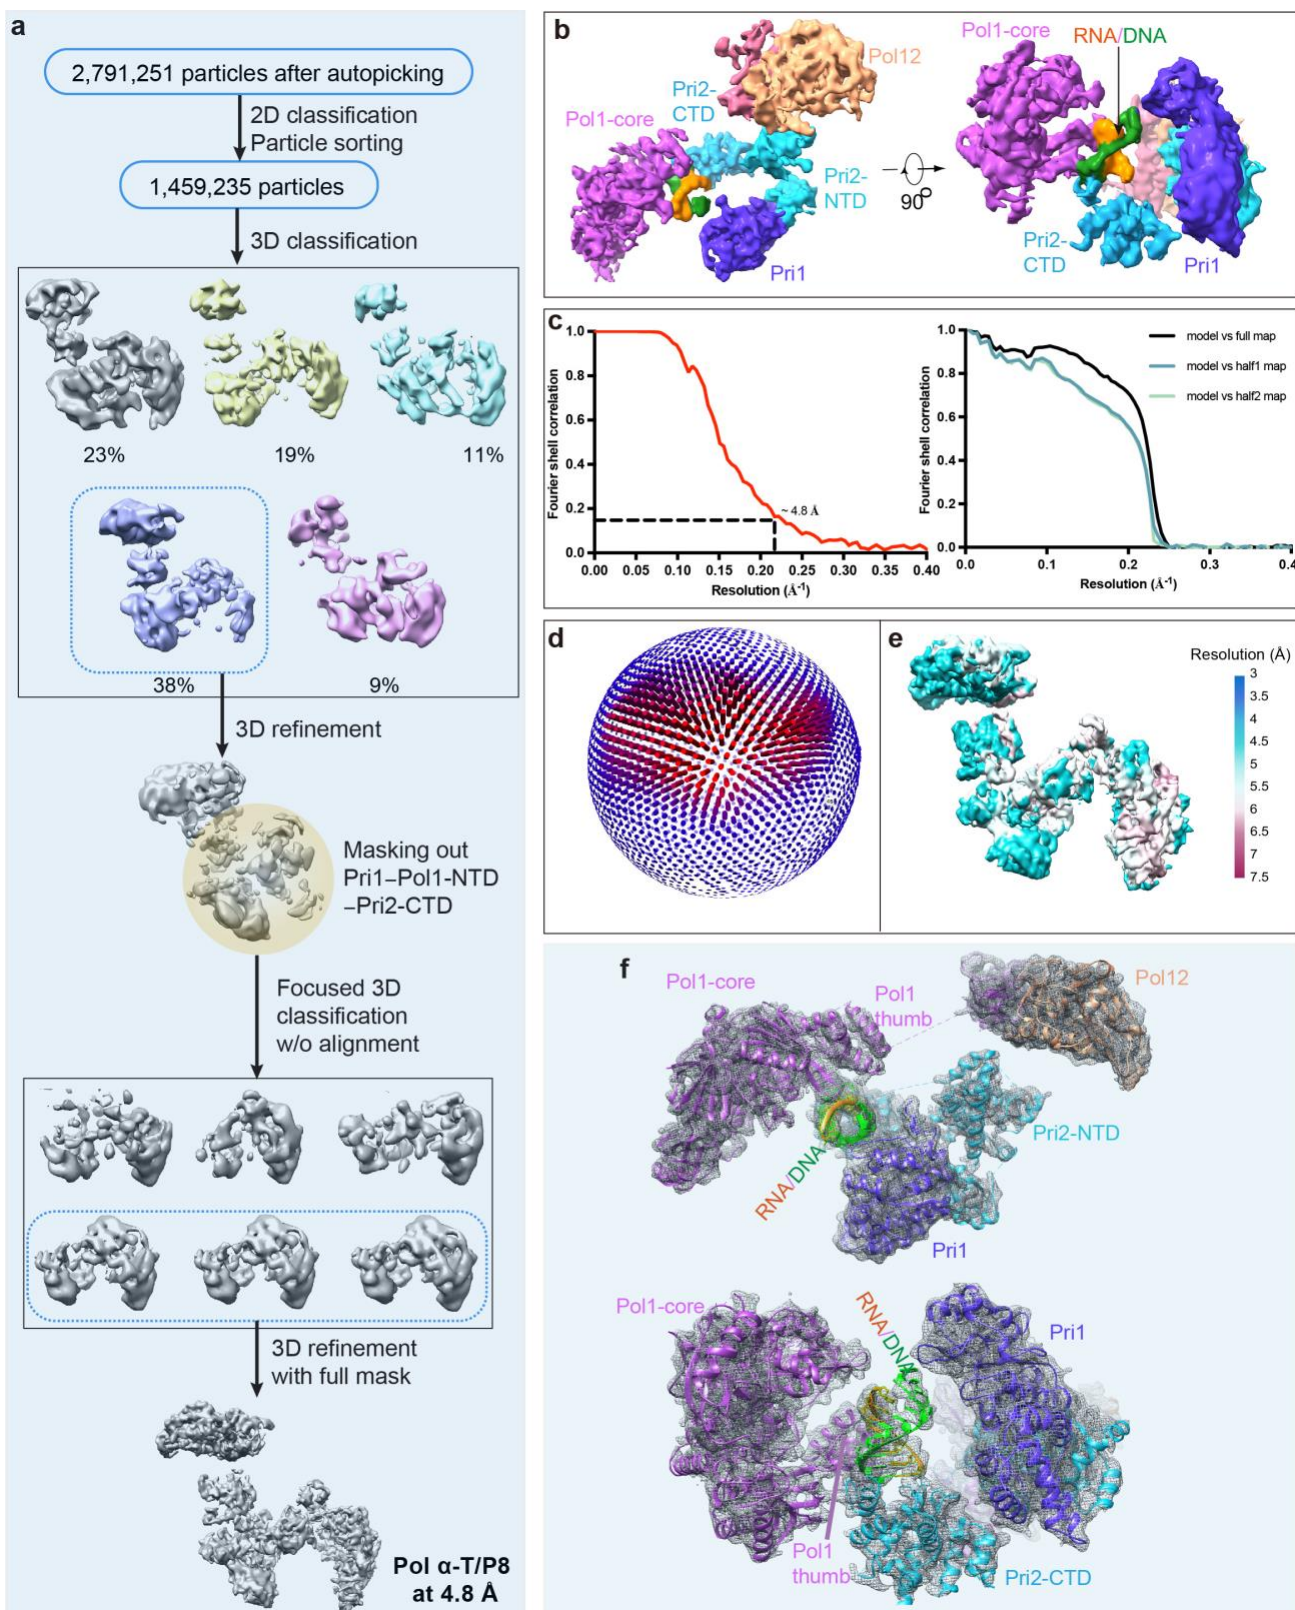 a
2,791,251 particles after autopicking
2D classification
Particle sorting
1,459,235 particles
3D classification
23%
19%
11%
38%
9%
3D refinement
Masking out
Pri1–Pol1-NTD
–Pri2-CTD
Focused 3D
classification
w/o alignment
3D refinement
with full mask
Pol α-T/P8
at 4.8 Å
b
Pol12
Pri2-
CTD
Pol1-core
Pri2-
NTD
Pri1
90°
Pol1-core
RNA/DNA
Pri2-
CTD
Pri1
c
Fourier shell correlation
1.0
0.8
0.6
0.4
0.2
0.0
~ 4.8 Å
0.00 0.05 0.10 0.15 0.20 0.25 0.30 0.35 0.40
Resolution (Å-1)
Fourier shell correlation
1.0
0.8
0.6
0.4
0.2
0.0
model vs full map
model vs half1 map
model vs half2 map
0.0 0.1 0.2 0.3 0.4
Resolution (Å-1)
d
e
Resolution (Å)
3
3.5
4
4.5
5
5.5
6
6.5
7
7.5
f
Pol1-core
Pol1
thumb
Pol12
Pri2-NTD
RNA/DNA
Pri1
Pol1-core
RNA/DNA
Pri1
Pol1
thumb
Pri2-CTD